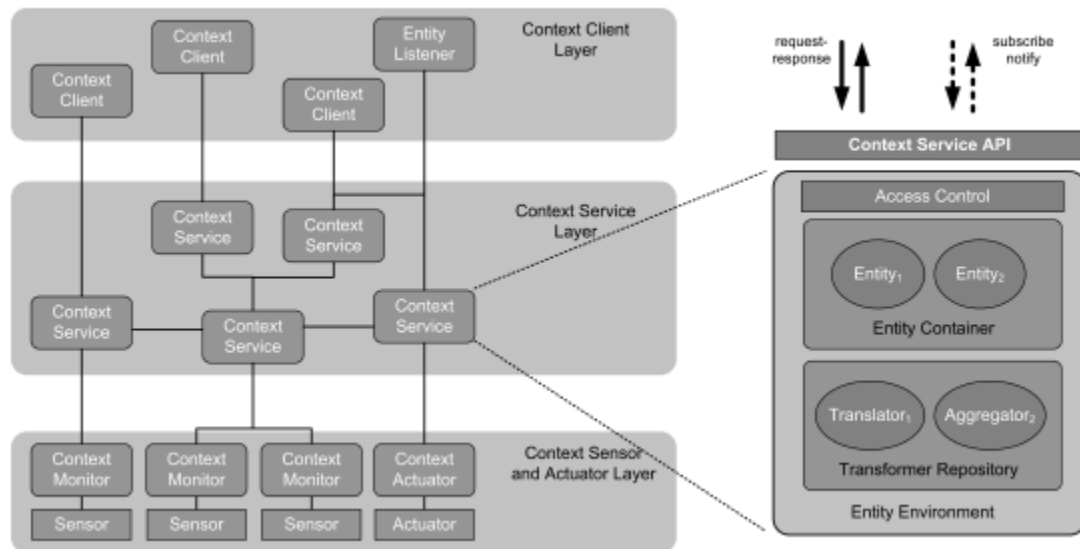 Context Client
Layer
Context
Client
Entity
Listener
Context
Client
Context
Client
Context Service
Layer
Context
Service
Context
Service
Context
Service
Context
Service
Context
Service
Context Sensor
and Actuator Layer
Context
Monitor
Context
Monitor
Context
Monitor
Context
Actuator
Sensor
Sensor
Sensor
Actuator
request-
response
subscribe
notify
Context Service API
Access Control
Entity₁
Entity₂
Entity Container
Translator₁
Aggregator₂
Transformer Repository
Entity Environment